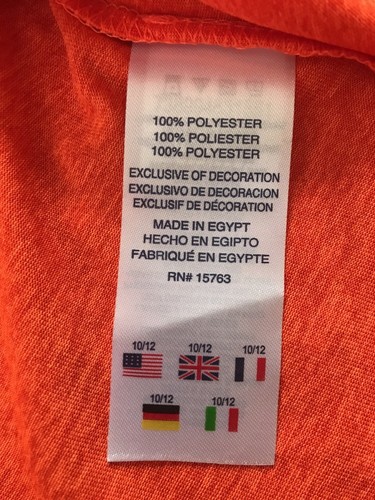 100% POLYESTER
100% POLIESTER
100% POLYESTER
EXCLUSIVE OF DECORATION
EXCLUSIVO DE DECORACION
EXCLUSIF DE DÉCORATION
MADE IN EGYPT
HECHO EN EGIPTO
FABRIQUÉ EN EGYPTE
RN# 15763
10/12 10/12 10/12
10/12 10/12